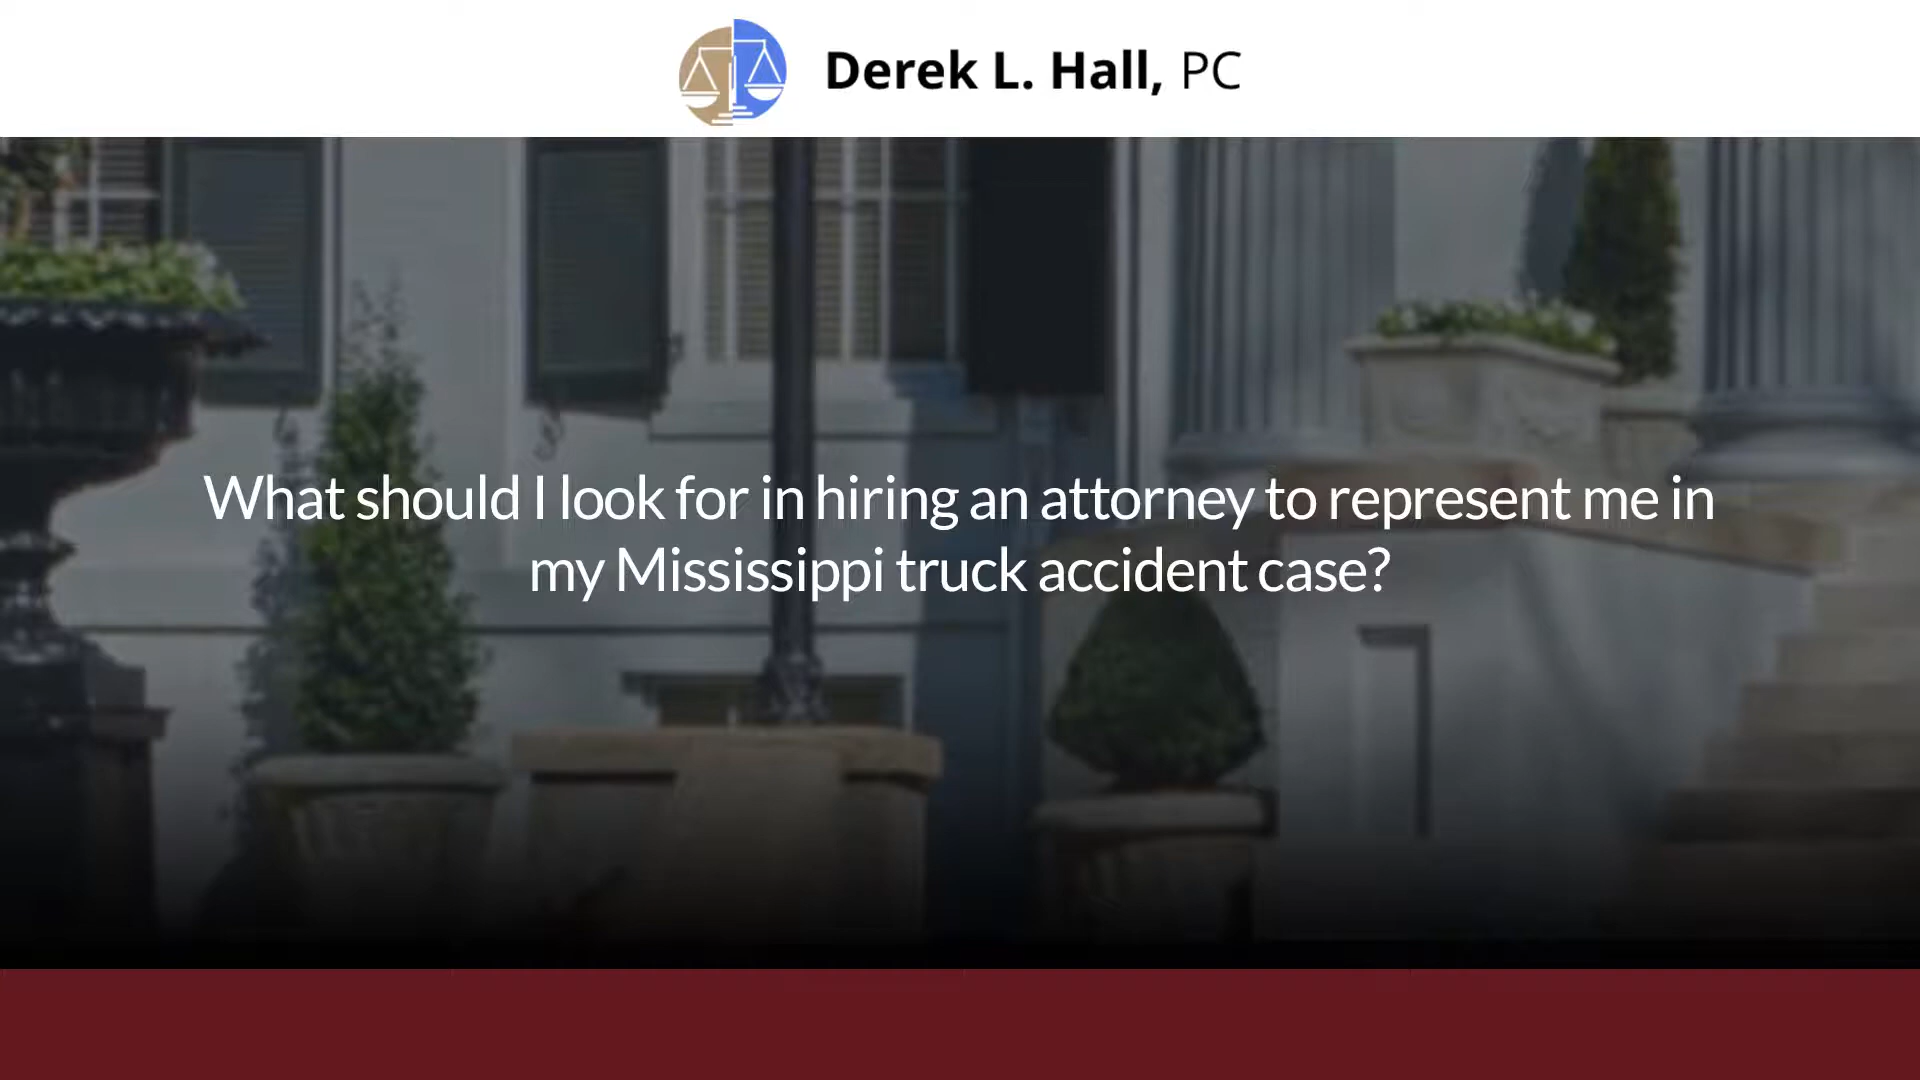 Derek L. Hall, PC
What should I look for in hiring an attorney to represent me in
my Mississippi truck accident case?